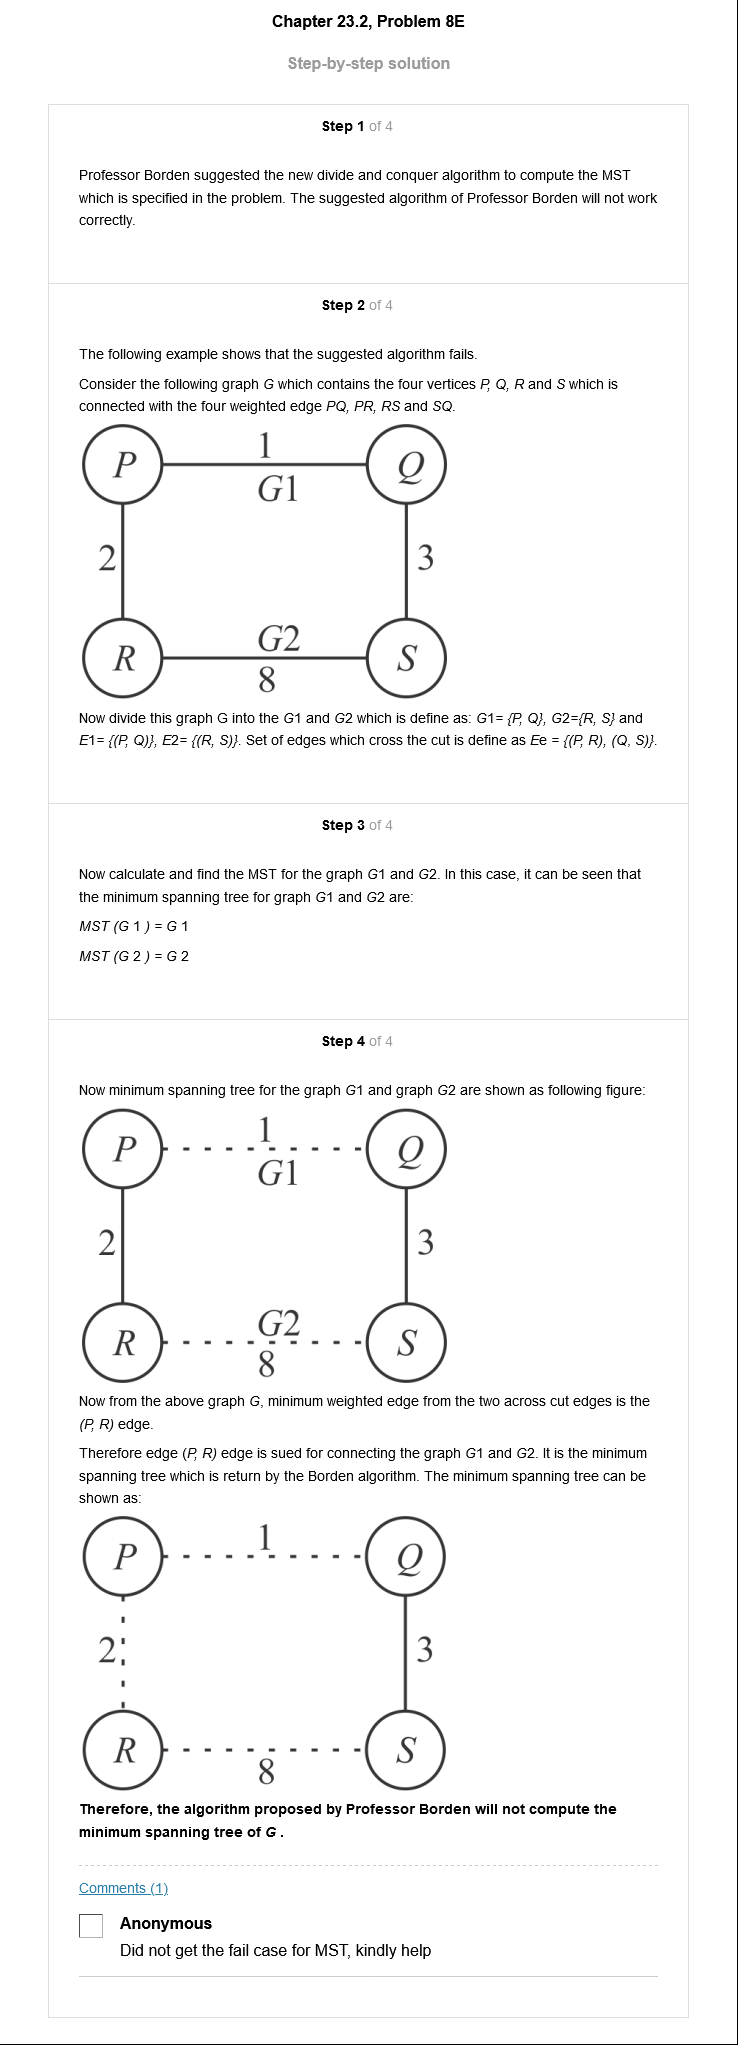 Chapter 23.2, Problem 8E
Step-by-step solution
Step 1 of 4
Professor Borden suggested the new divide and conquer algorithm to compute the MST
which is specified in the problem. The suggested algorithm of Professor Borden will not work
correctly.
Step 2 of 4
The following example shows that the suggested algorithm fails.
Consider the following graph G which contains the four vertices P, Q, R and S which is
connected with the four weighted edge PQ, PR, RS and SQ.
P 1 Q
G1
2 3
G2
R S
8
Now divide this graph G into the G1 and G2 which is define as: G1= {P, Q}, G2={R, S} and
E1= {(P, Q)}, E2= {(R, S)}. Set of edges which cross the cut is define as Ee = {(P, R), (Q, S)}.
Step 3 of 4
Now calculate and find the MST for the graph G1 and G2. In this case, it can be seen that
the minimum spanning tree for graph G1 and G2 are:
MST (G 1 ) = G 1
MST (G 2 ) = G 2
Step 4 of 4
Now minimum spanning tree for the graph G1 and graph G2 are shown as following figure:
P 1 Q
G1
2 3
G2
R S
8
Now from the above graph G, minimum weighted edge from the two across cut edges is the
(P, R) edge.
Therefore edge (P, R) edge is sued for connecting the graph G1 and G2. It is the minimum
spanning tree which is return by the Borden algorithm. The minimum spanning tree can be
shown as:
P 1 Q
2 3
R S
8
Therefore, the algorithm proposed by Professor Borden will not compute the
minimum spanning tree of G .
Comments (1)
Anonymous
Did not get the fail case for MST, kindly help